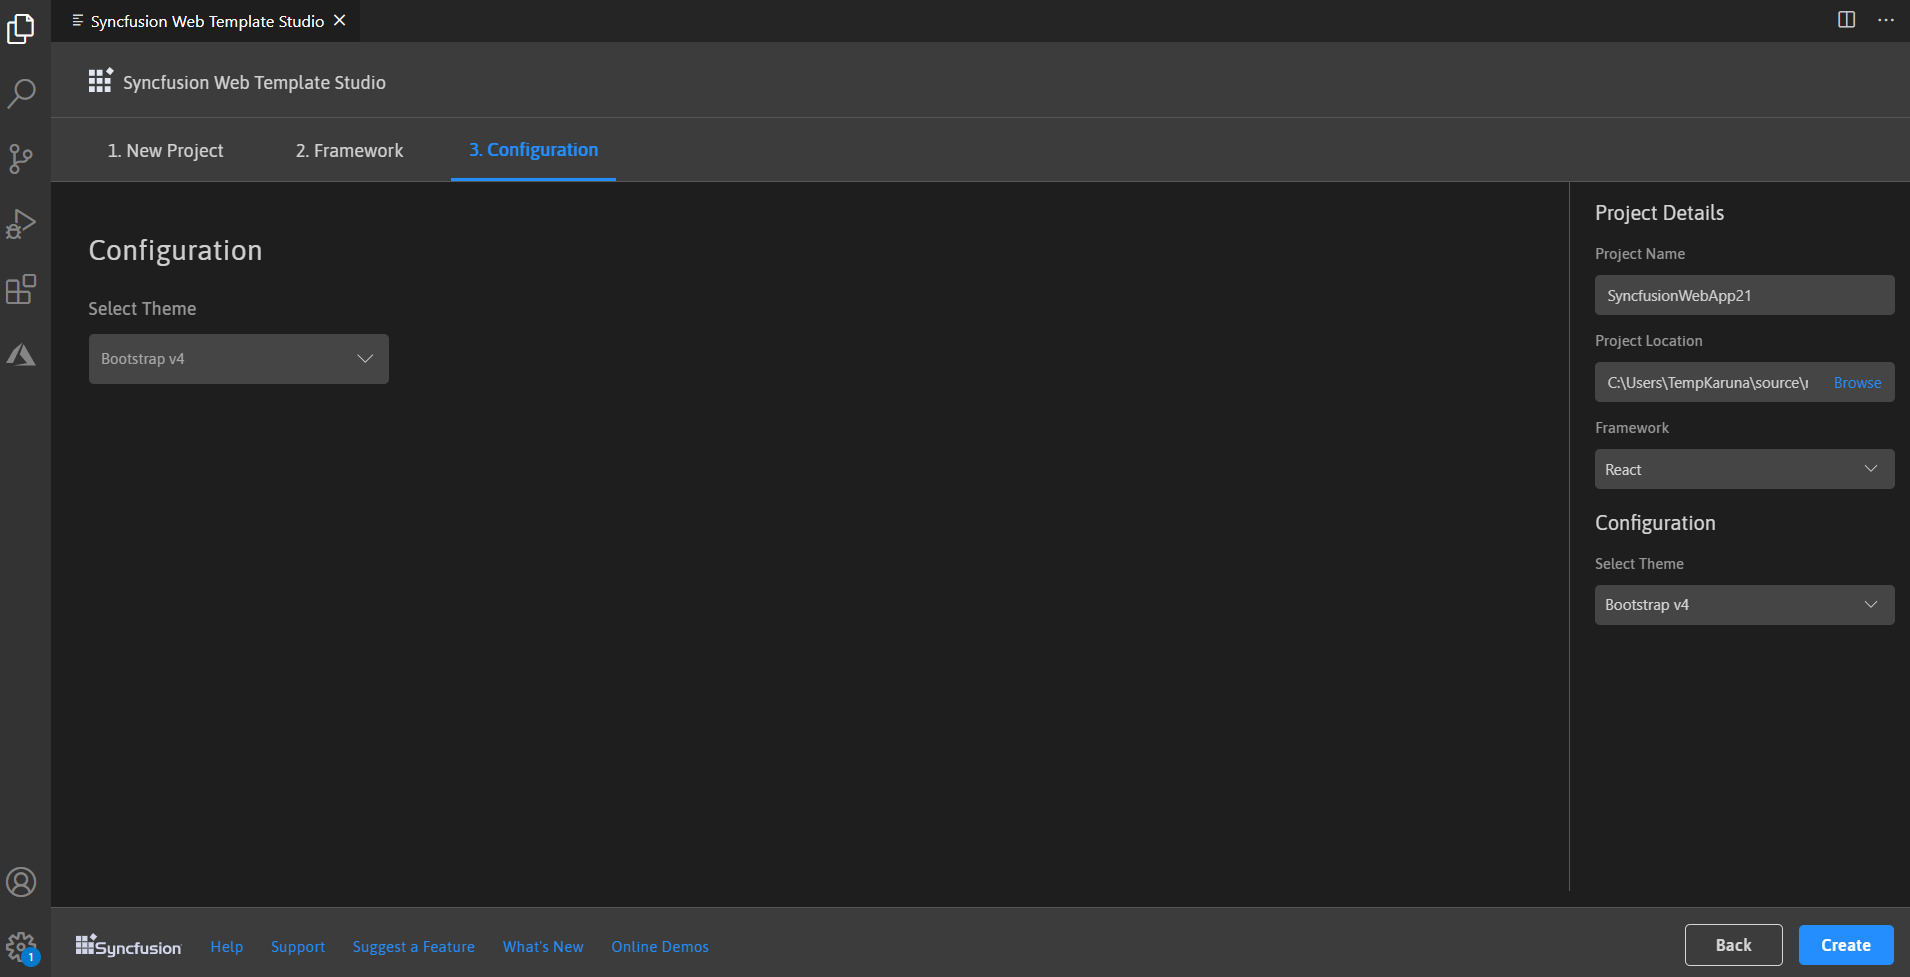 Syncfusion Web Template Studio
Syncfusion Web Template Studio
1. New Project
2. Framework
3. Configuration
Configuration
Select Theme
Bootstrap v4
Project Details
Project Name
SyncfusionWebApp21
Project Location
C:\Users\TempKaruna\source\ Browse
Framework
React
Configuration
Select Theme
Bootstrap v4
1
Syncfusion Help Support Suggest a Feature What's New Online Demos
Back Create